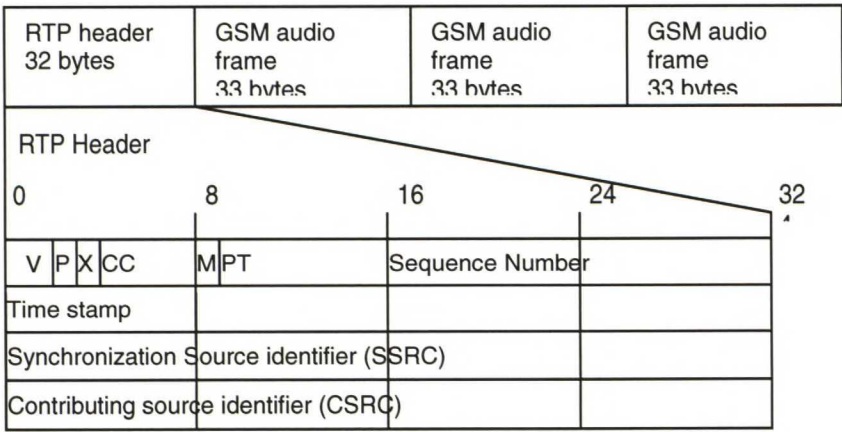 RTP header
32 bytes
GSM audio
frame
33 bytes
GSM audio
frame
33 bytes
GSM audio
frame
33 bytes
RTP Header
0 8 16 24 32
V P X CC M PT Sequence Number
Time stamp
Synchronization Source identifier (SSRC)
Contributing source identifier (CSRC)